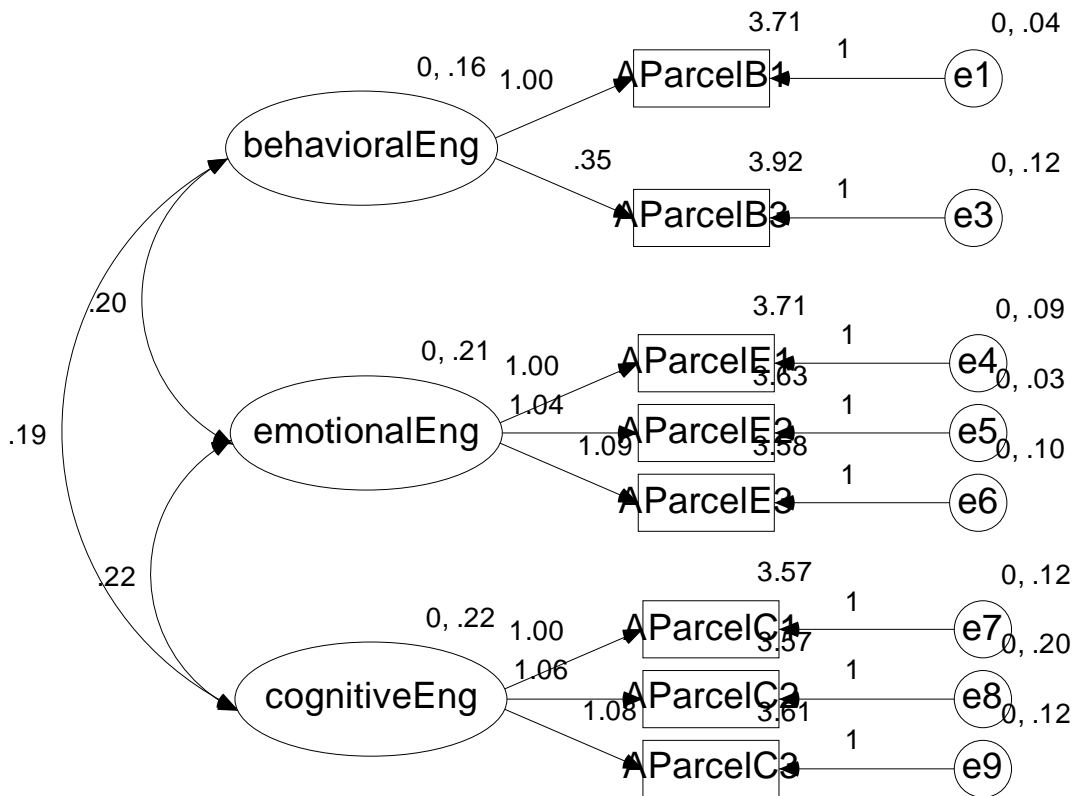 3.71
0, .04
0, .16
1.00
AParcelB1
1
e1
behavioralEng
.35
3.92
0, .12
AParcelB3
1
e3
.20
3.71
0, .09
0, .21
1.00
AParcelE1
1
e4
3.63
0, .03
1.04
emotionalEng
AParcelE2
1
e5
.19
1.09
3.58
0, .10
AParcelE3
1
e6
.22
3.57
0, .12
0, .22
1.00
AParcelC1
1
e7
3.57
0, .20
1.06
cognitiveEng
AParcelC2
1
e8
1.08
3.61
0, .12
AParcelC3
1
e9